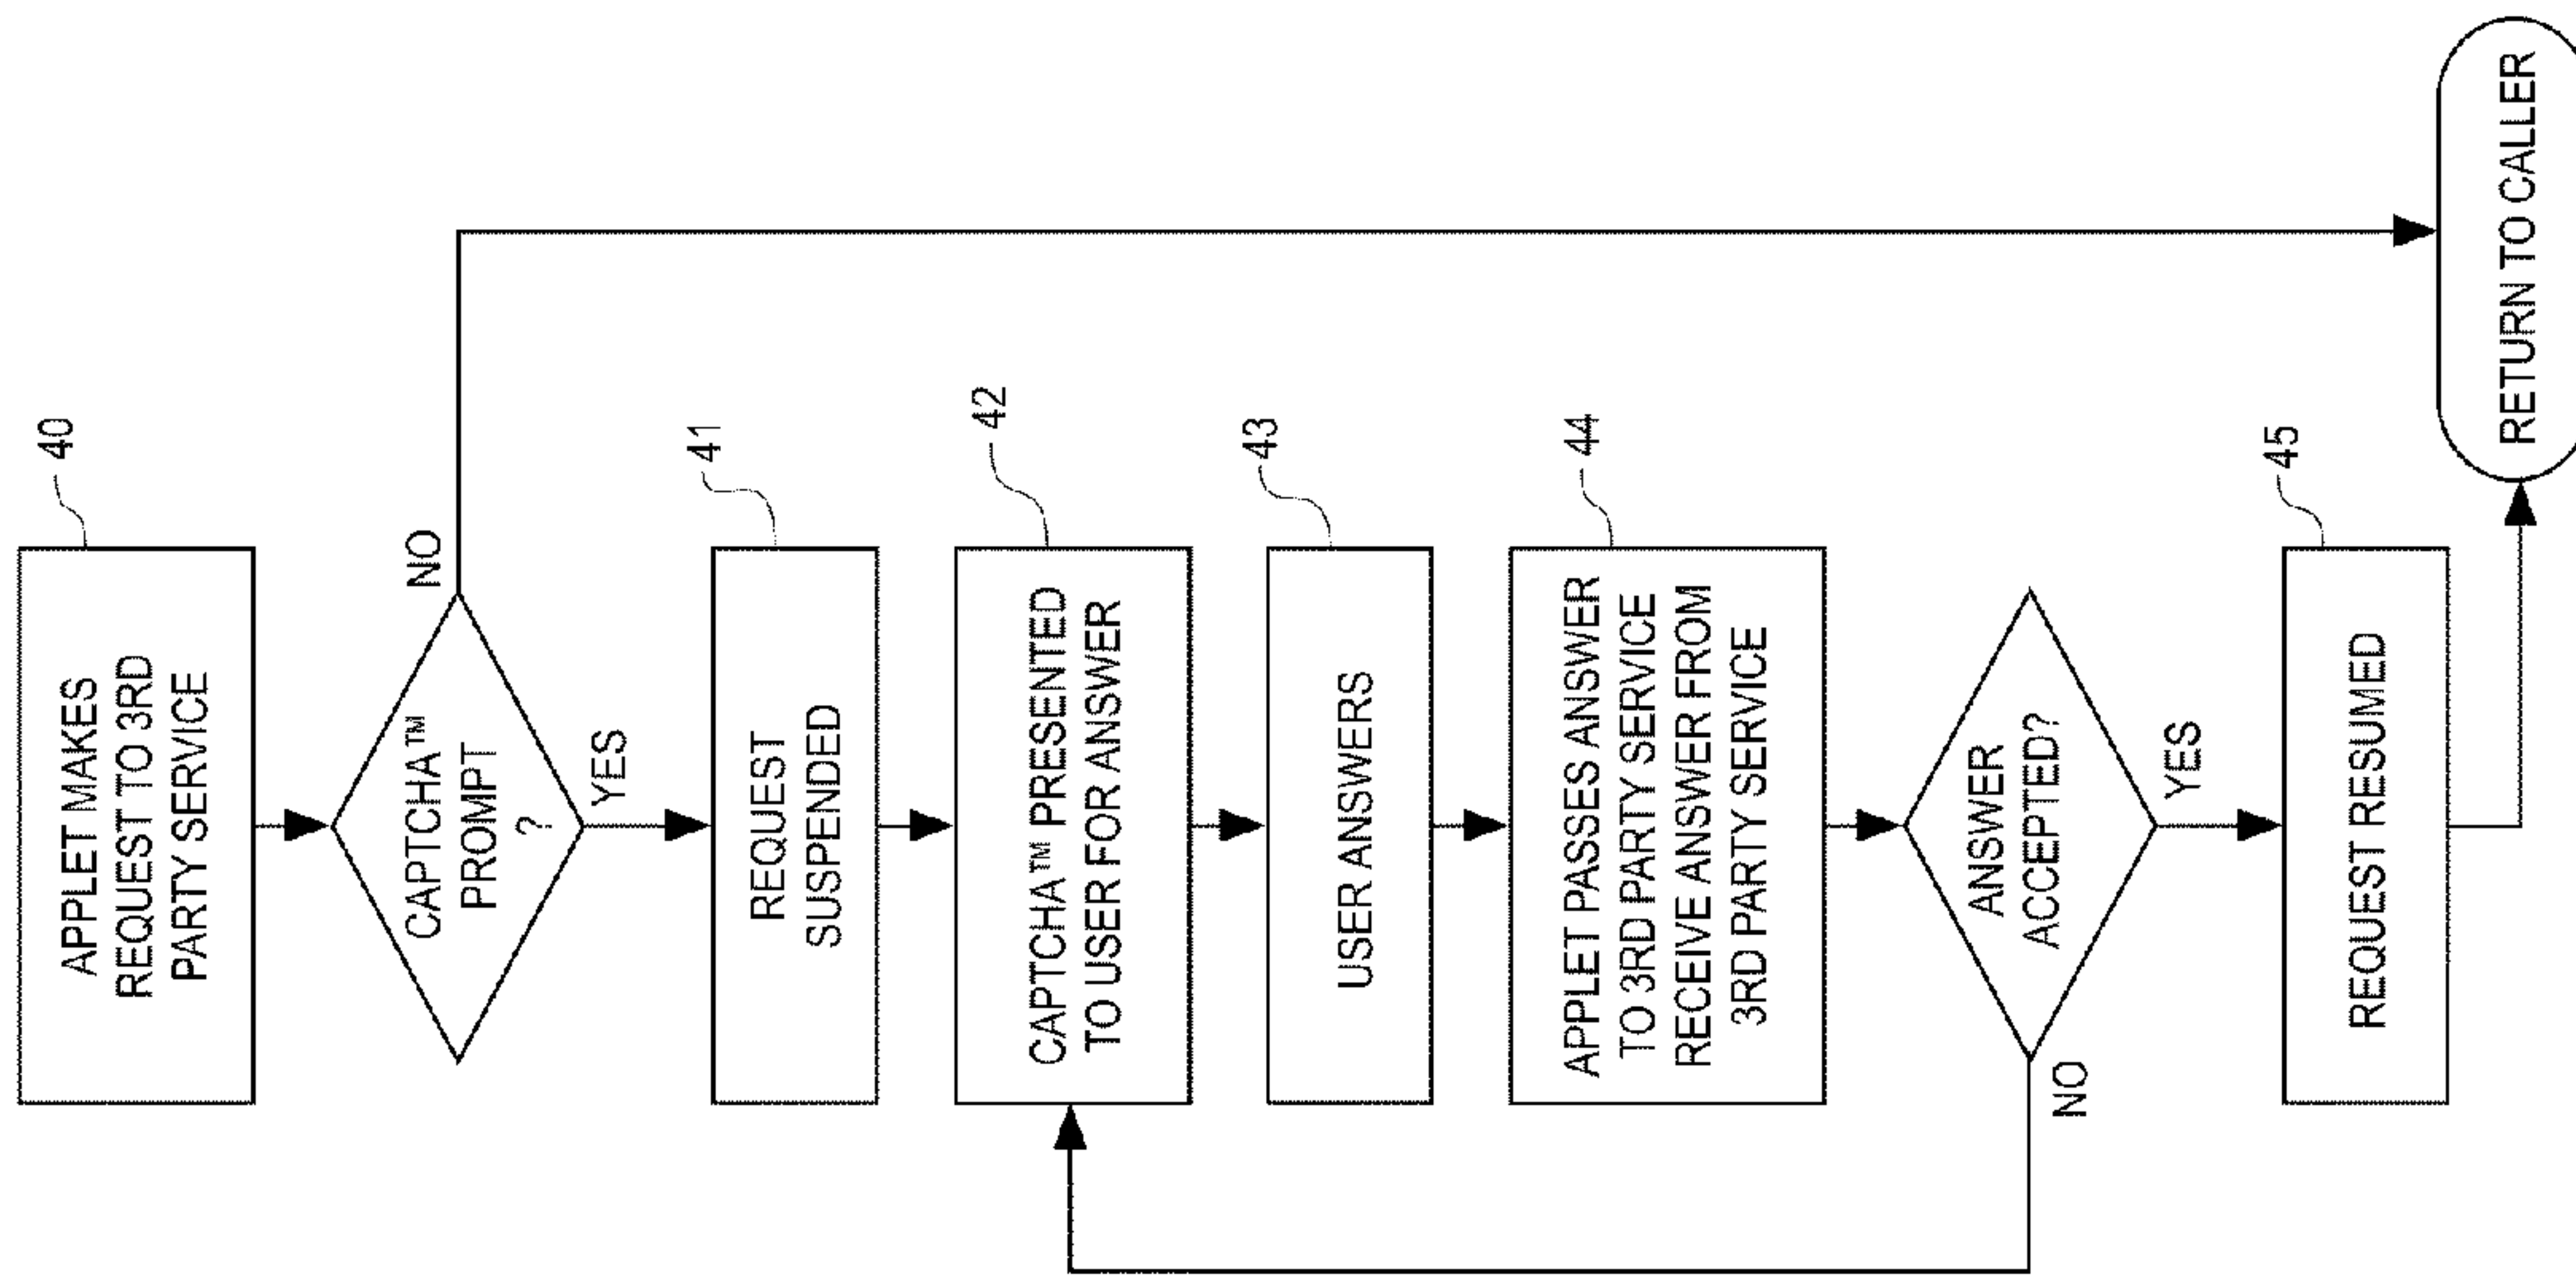 40
APPLET MAKES
REQUEST TO 3RD
PARTY SERVICE
CAPTCHA™
PROMPT
?
NO
YES
41
REQUEST
SUSPENDED
42
CAPTCHA™ PRESENTED
TO USER FOR ANSWER
43
USER ANSWERS
44
APPLET PASSES ANSWER
TO 3RD PARTY SERVICE
RECEIVE ANSWER FROM
3RD PARTY SERVICE
ANSWER
ACCEPTED?
NO
YES
45
REQUEST RESUMED
RETURN TO CALLER